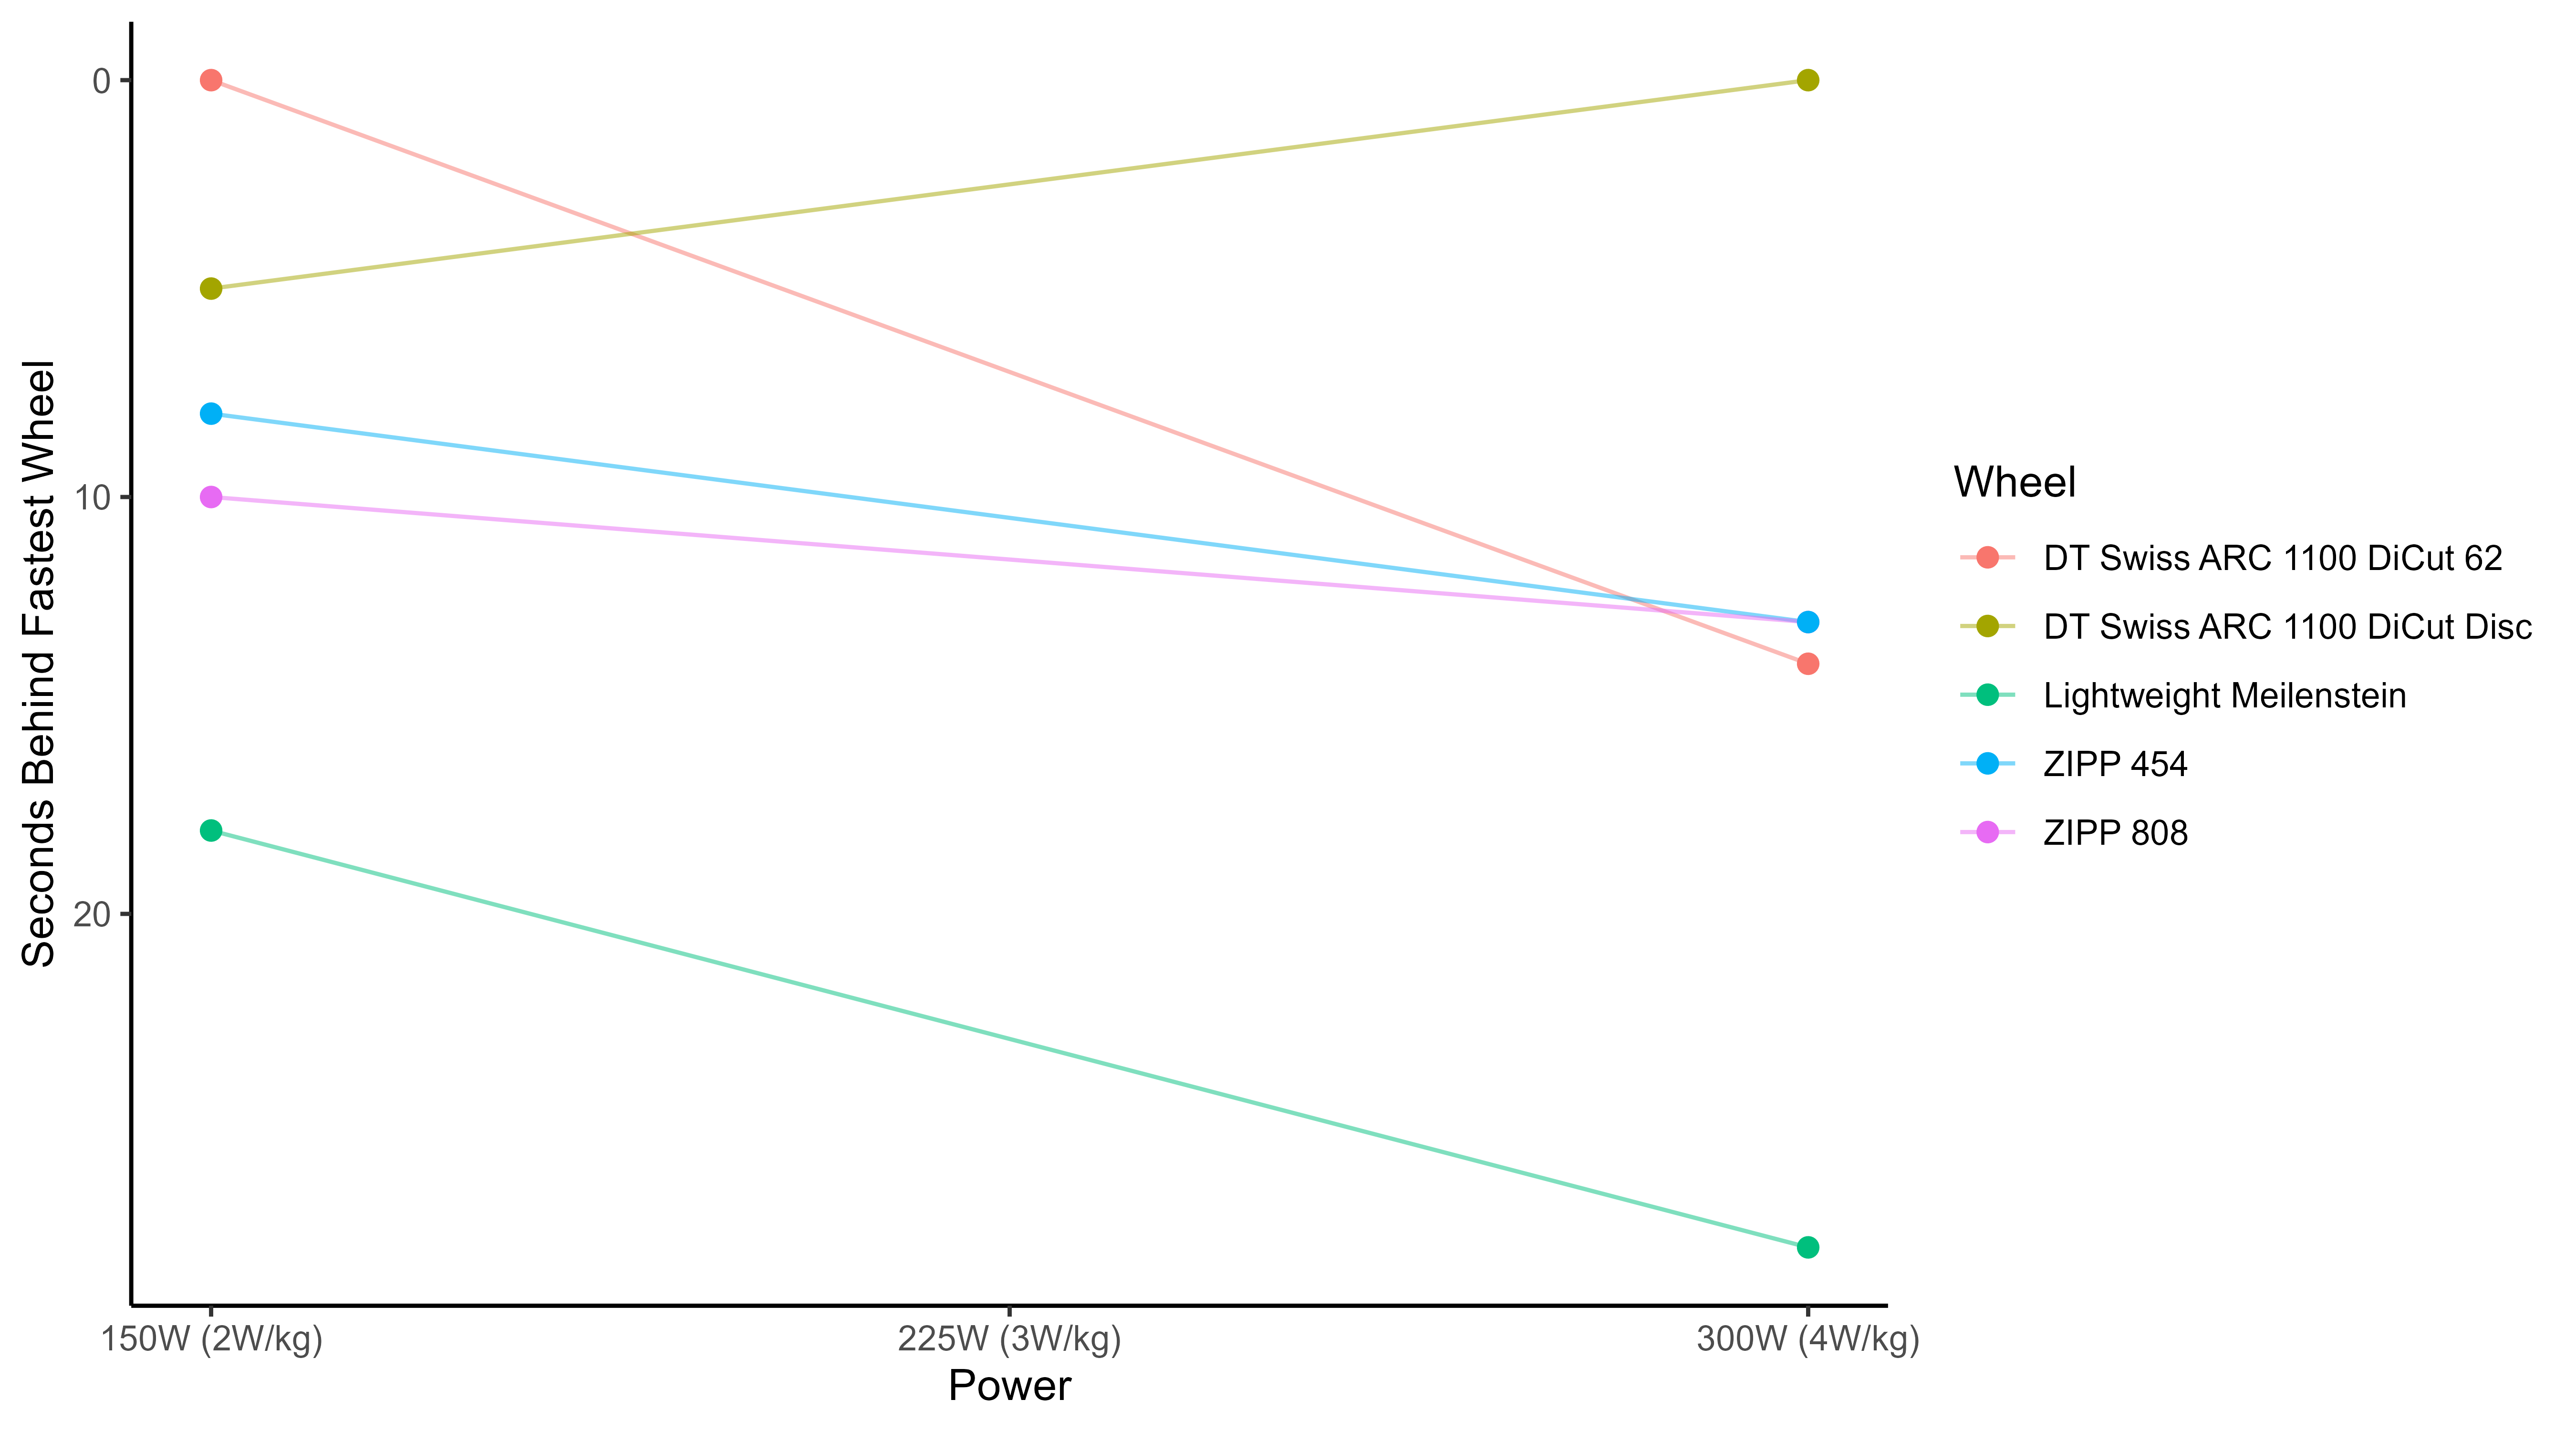 Seconds Behind Fastest Wheel
0
10
20
150W (2W/kg)
225W (3W/kg)
300W (4W/kg)
Power
Wheel
DT Swiss ARC 1100 DiCut 62
DT Swiss ARC 1100 DiCut Disc
Lightweight Meilenstein
ZIPP 454
ZIPP 808